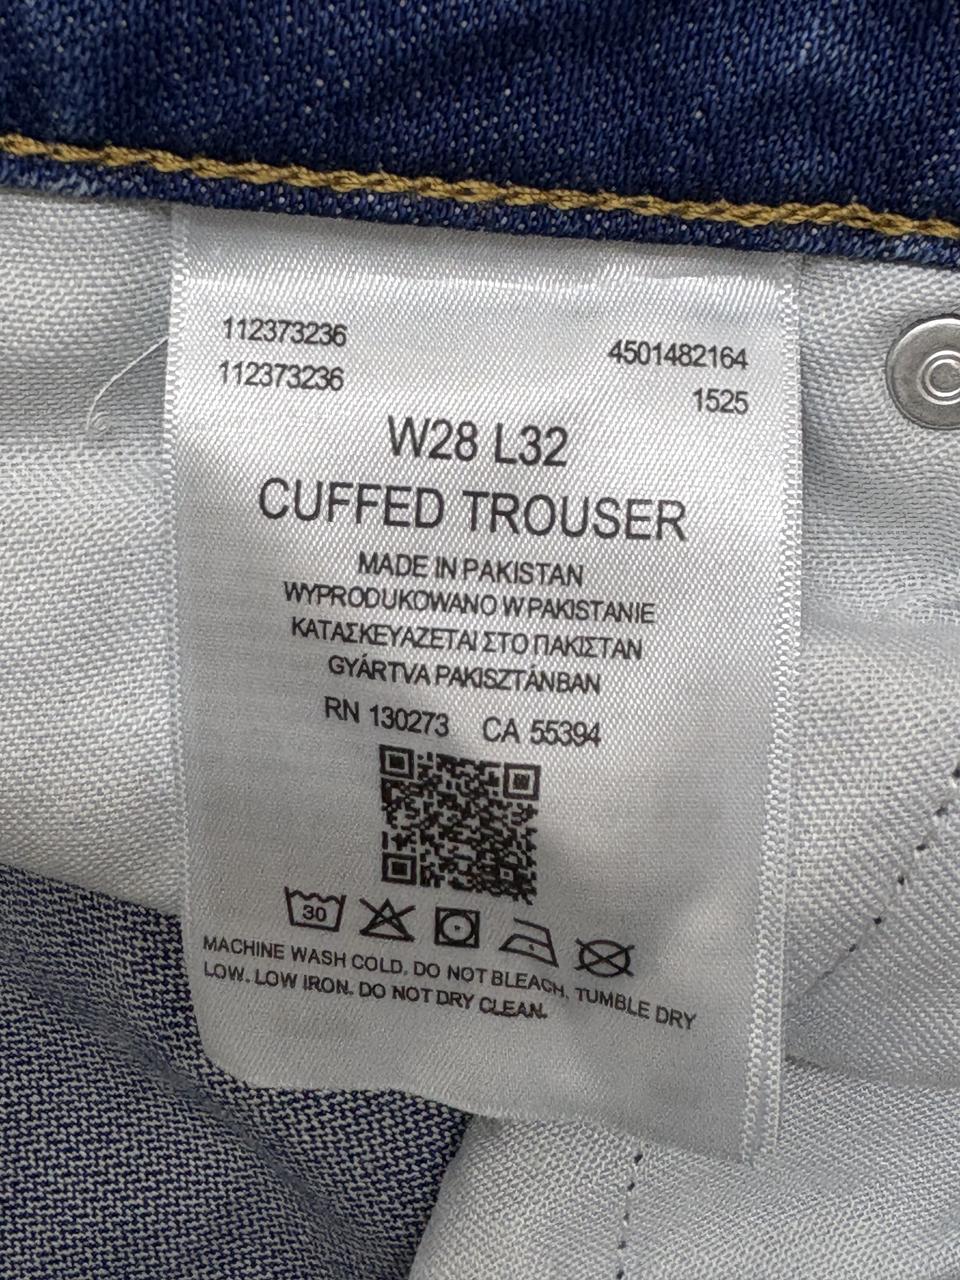 112373236
4501482164
112373236
1525
W28 L32
CUFFED TROUSER
MADE IN PAKISTAN
WYPRODUKOWANO W PAKISTANIE
ΚΑΤΑΣΚΕΥΑΖΕΤΑΙ ΣΤΟ ΠΑΚΙΣΤΑΝ
GYÁRTVA PAKISZTÁNBAN
RN 130273 CA 55394
30
MACHINE WASH COLD. DO NOT BLEACH. TUMBLE DRY
LOW. LOW IRON. DO NOT DRY CLEAN.